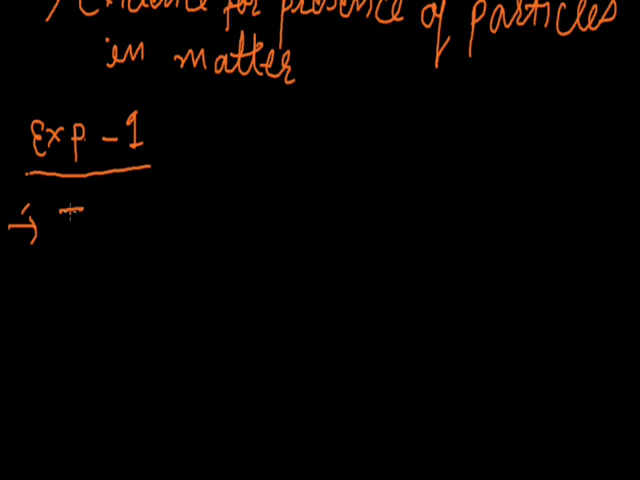 Evidence for presence of particles
in matter
Exp - 1
→